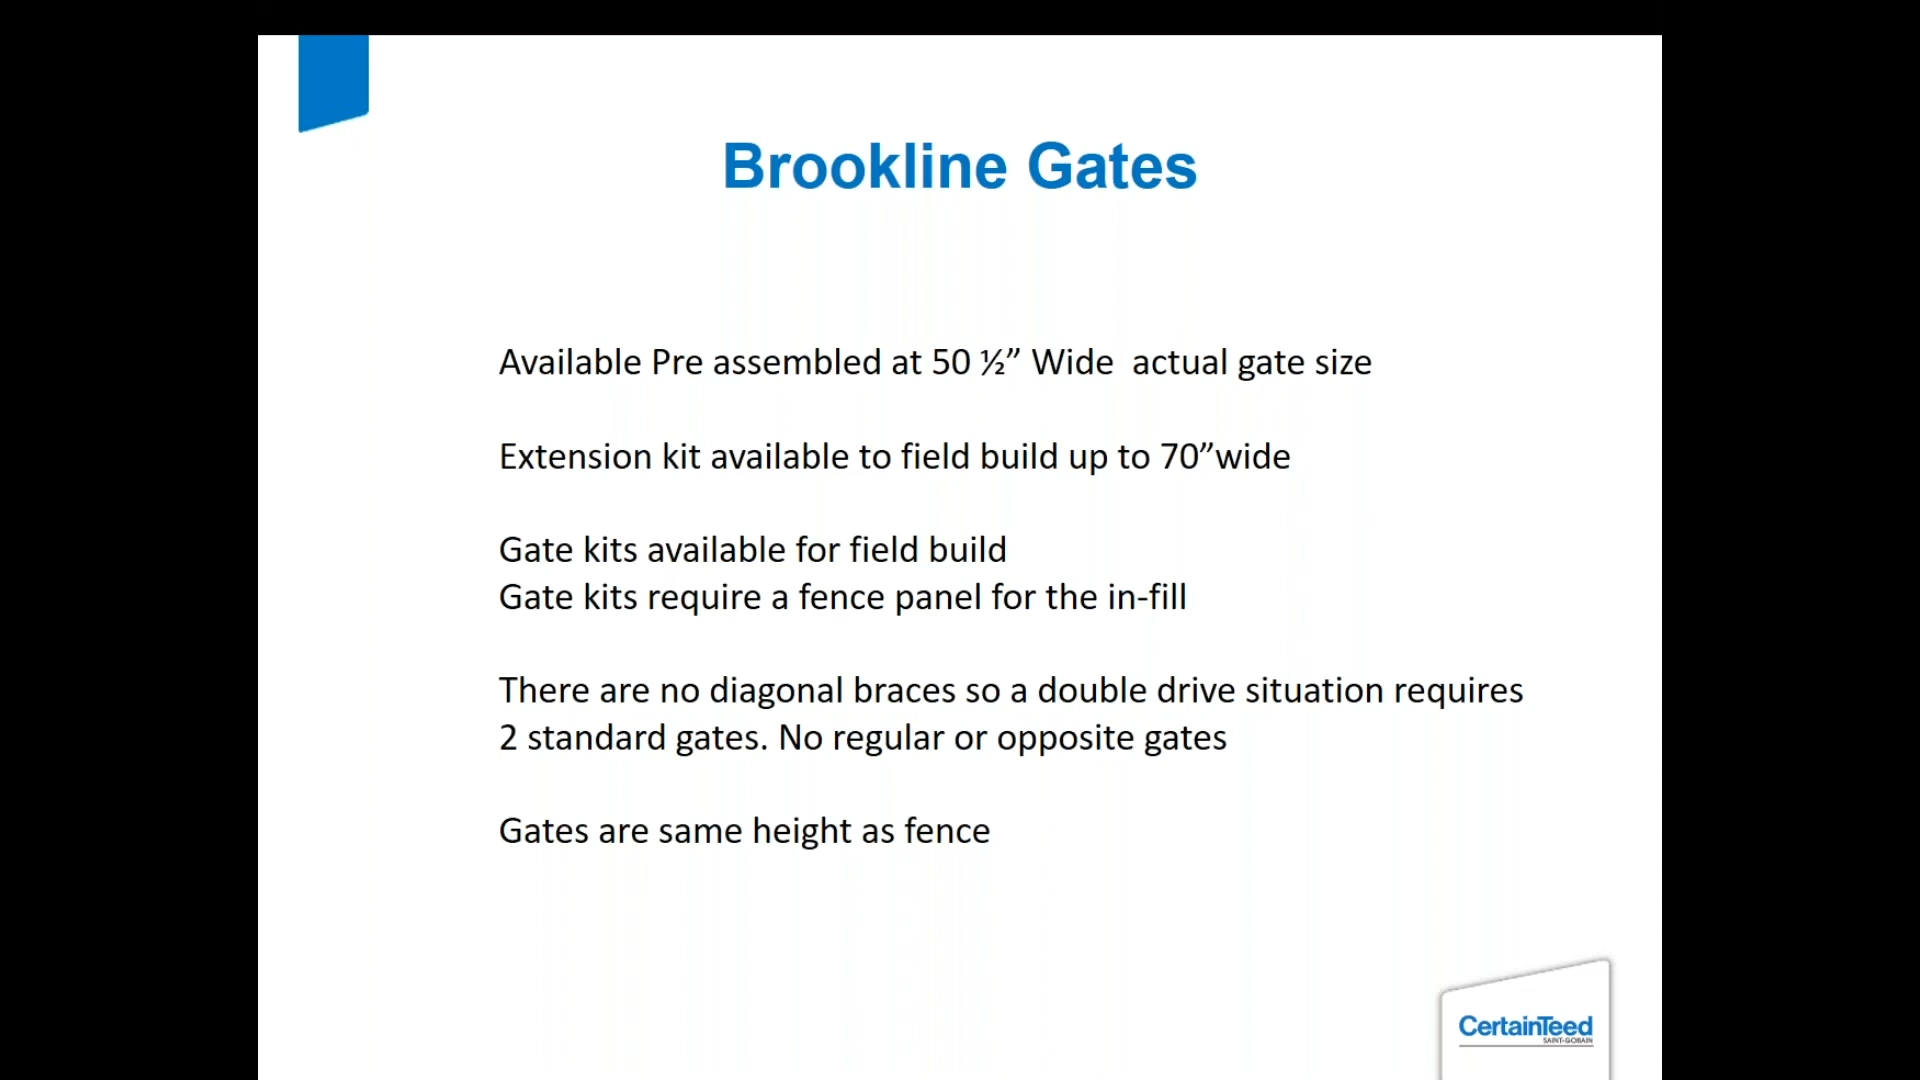 Brookline Gates
Available Pre assembled at 50 ½” Wide  actual gate size
Extension kit available to field build up to 70”wide
Gate kits available for field build
Gate kits require a fence panel for the in-fill
There are no diagonal braces so a double drive situation requires
2 standard gates. No regular or opposite gates
Gates are same height as fence
CertainTeed
SAINT-GOBAIN